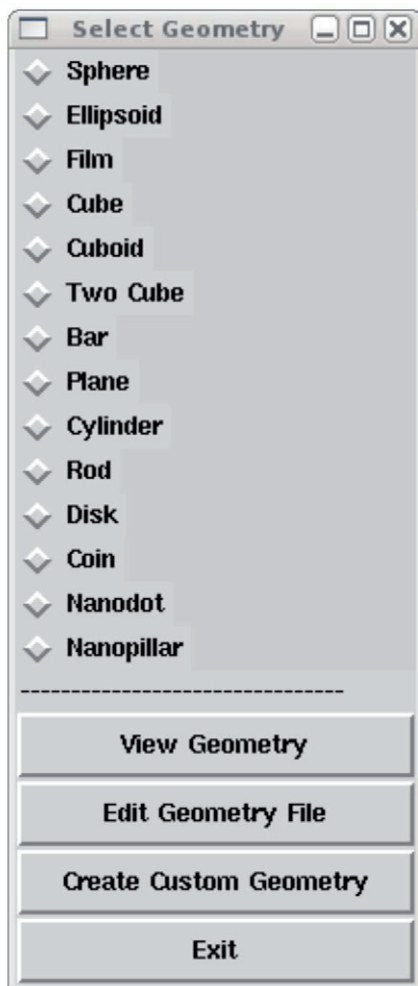 Select Geometry
Sphere
Ellipsoid
Film
Cube
Cuboid
Two Cube
Bar
Plane
Cylinder
Rod
Disk
Coin
Nanodot
Nanopillar
--------------------------------
View Geometry
Edit Geometry File
Create Custom Geometry
Exit